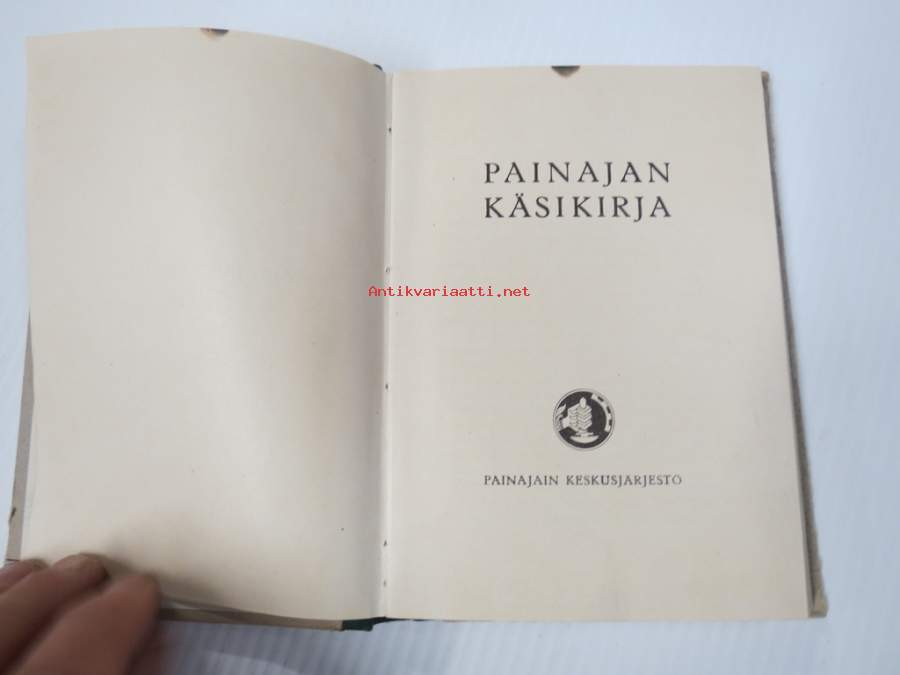 PAINAJAN
KÄSIKIRJA
Antikvariaatti.net
PAINAJAIN KESKUSJÄRJESTÖ